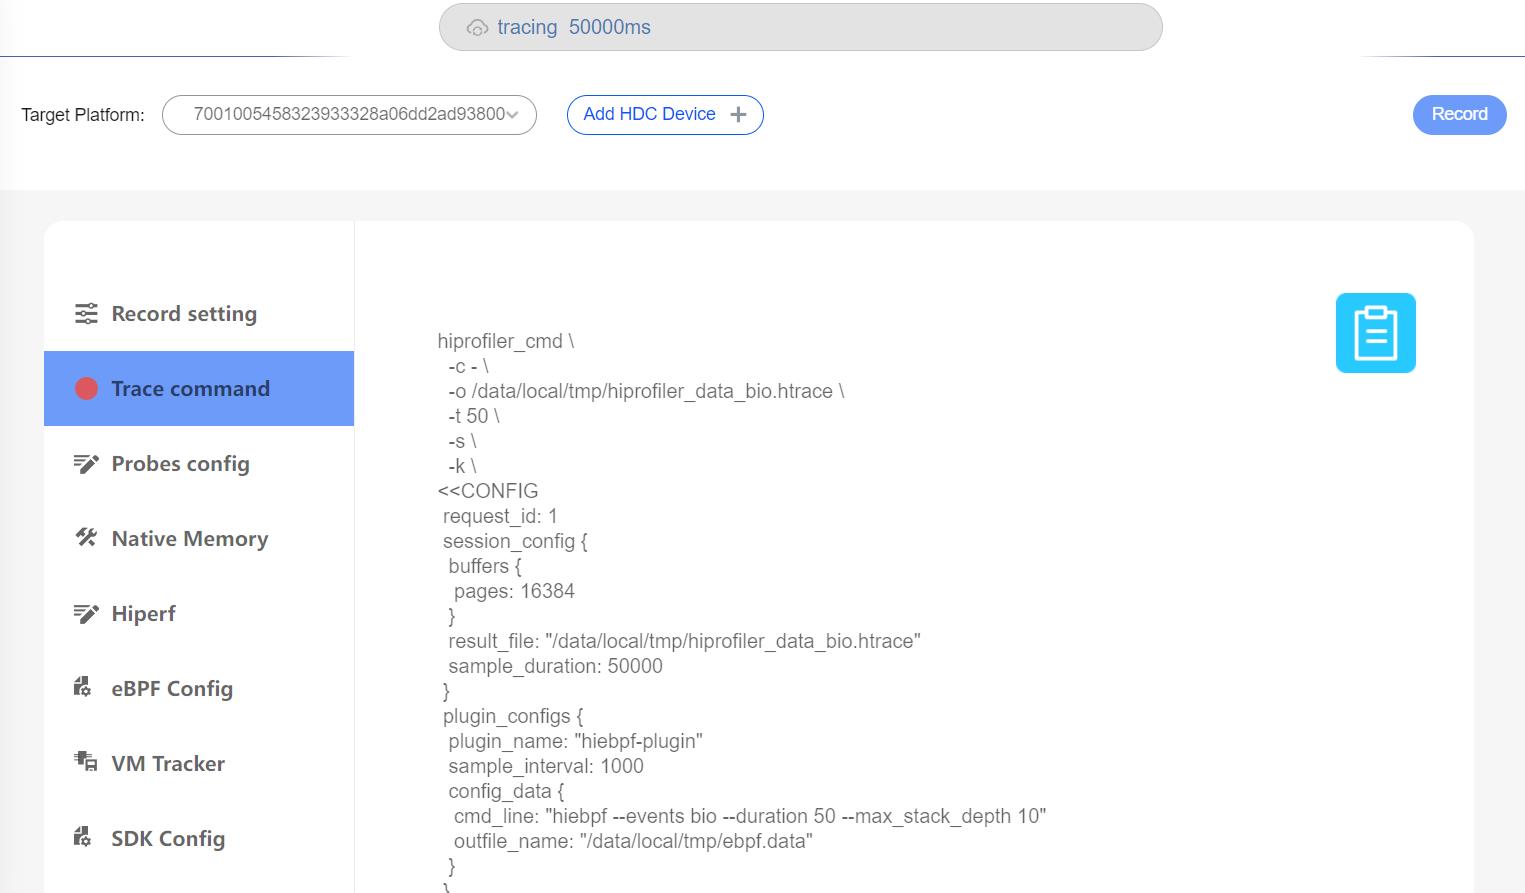 tracing 50000ms
Target Platform: 7001005458323933328a06dd2ad93800 Add HDC Device Record
Record setting
Trace command
Probes config
Native Memory
Hiperf
eBPF Config
VM Tracker
SDK Config
hiprofiler_cmd \
-c - \
-o /data/local/tmp/hiprofiler_data_bio.htrace \
-t 50 \
-s \
-k \
<<CONFIG
request_id: 1
session_config {
buffers {
pages: 16384
}
result_file: "/data/local/tmp/hiprofiler_data_bio.htrace"
sample_duration: 50000
}
plugin_configs {
plugin_name: "hiebpf-plugin"
sample_interval: 1000
config_data {
cmd_line: "hiebpf --events bio --duration 50 --max_stack_depth 10"
outfile_name: "/data/local/tmp/ebpf.data"
}
}